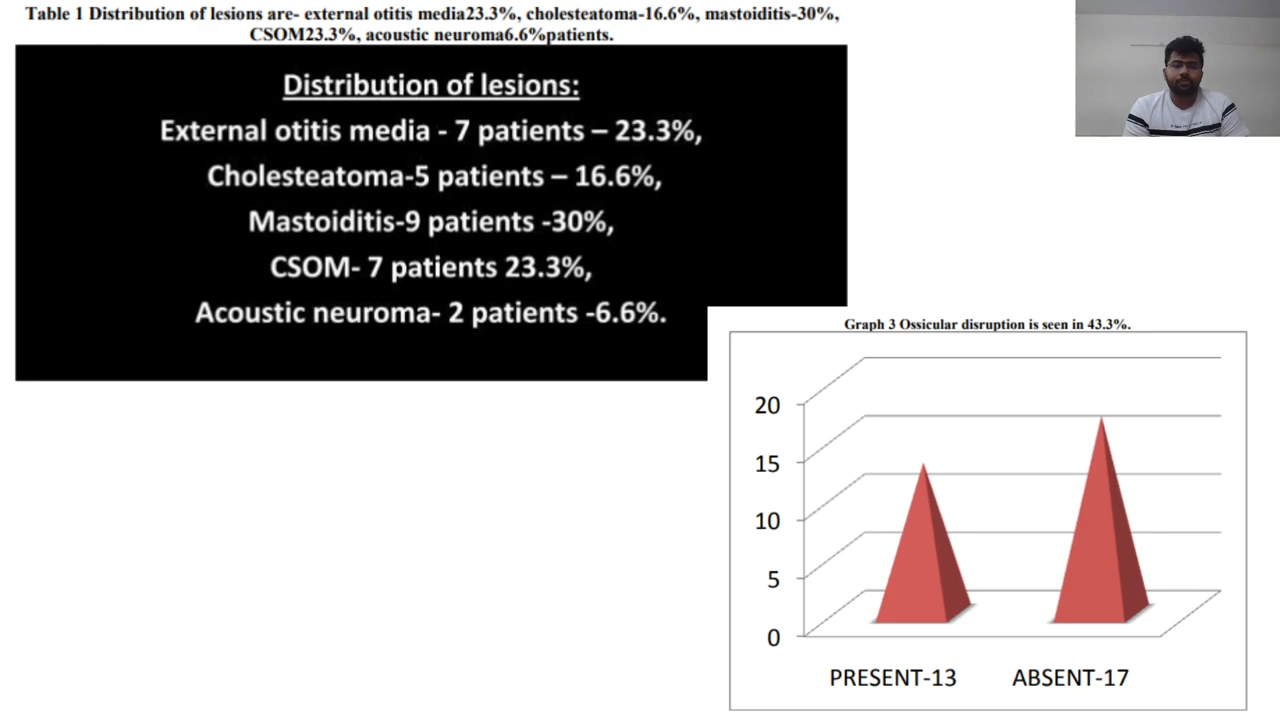 Table 1 Distribution of lesions are- external otitis media23.3%, cholesteatoma-16.6%, mastoiditis-30%,
CSOM23.3%, acoustic neuroma6.6%patients.
Distribution of lesions:
External otitis media - 7 patients – 23.3%,
Cholesteatoma-5 patients – 16.6%,
Mastoiditis-9 patients -30%,
CSOM- 7 patients 23.3%,
Acoustic neuroma- 2 patients -6.6%.
Graph 3 Ossicular disruption is seen in 43.3%.
20
15
10
5
0
PRESENT-13 ABSENT-17